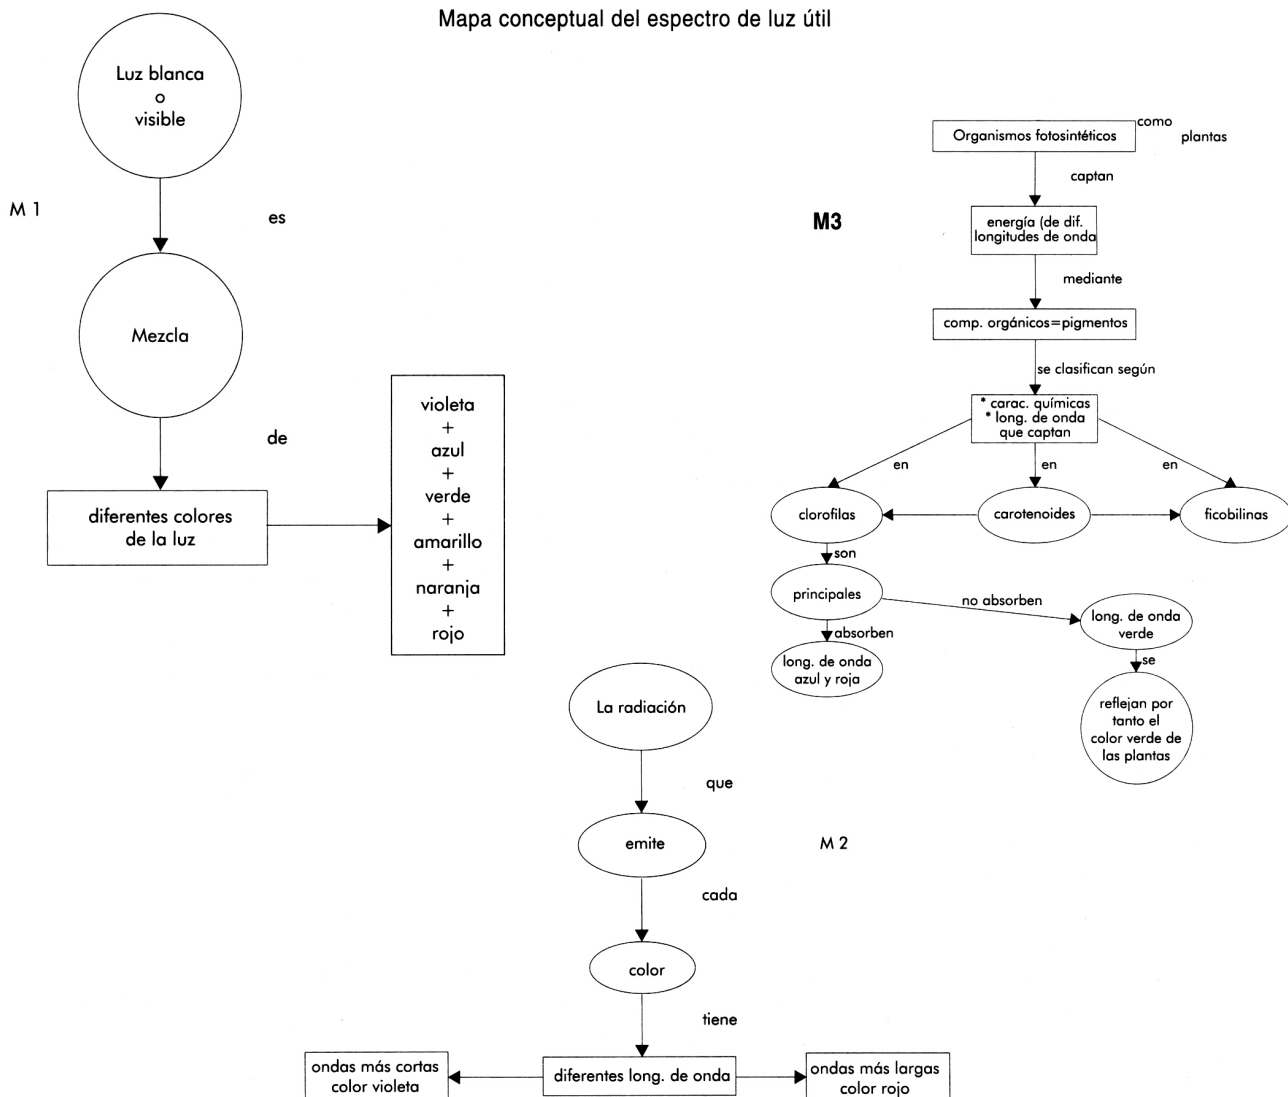 Mapa conceptual del espectro de luz útil
Luz blanca
o
visible
M 1
es
Mezcla
de
diferentes colores
de la luz
violeta
+
azul
+
verde
+
amarillo
+
naranja
+
rojo
M3
Organismos fotosintéticos
como
plantas
captan
energía (de dif.
longitudes de onda
mediante
comp. orgánicos=pigmentos
se clasifican según
* carac. químicas
* long. de onda
que captan
en
en
en
clorofilas
carotenoides
ficobilinas
son
principales
no absorben
absorben
long. de onda
azul y roja
long. de onda
verde
se
reflejan por
tanto el
color verde de
las plantas
La radiación
que
emite
M 2
cada
color
tiene
ondas más cortas
color violeta
diferentes long. de onda
ondas más largas
color rojo